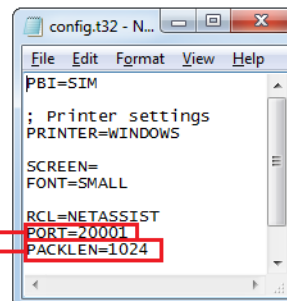 config.t32 - N...
File Edit Format View Help
PBI=SIM
; Printer settings
PRINTER=WINDOWS
SCREEN=
FONT=SMALL
RCL=NETASSIST
PORT=20001
PACKLEN=1024